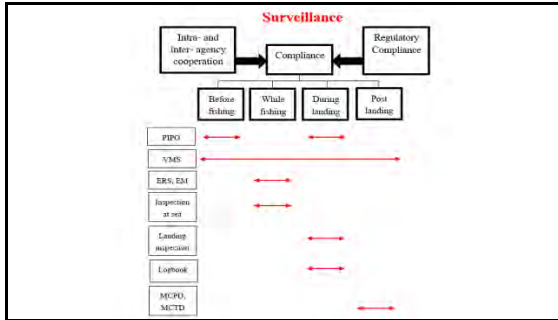 Surveillance
Intra- and
inter- agency
cooperation
Compliance
Regulatory
Compliance
Before
fishing
While
fishing
During
landing
Post
landing
PIPO
VMS
ERS, EM
Inspection
at sea
Landing
inspection
Logbook
MCPD,
MCTD